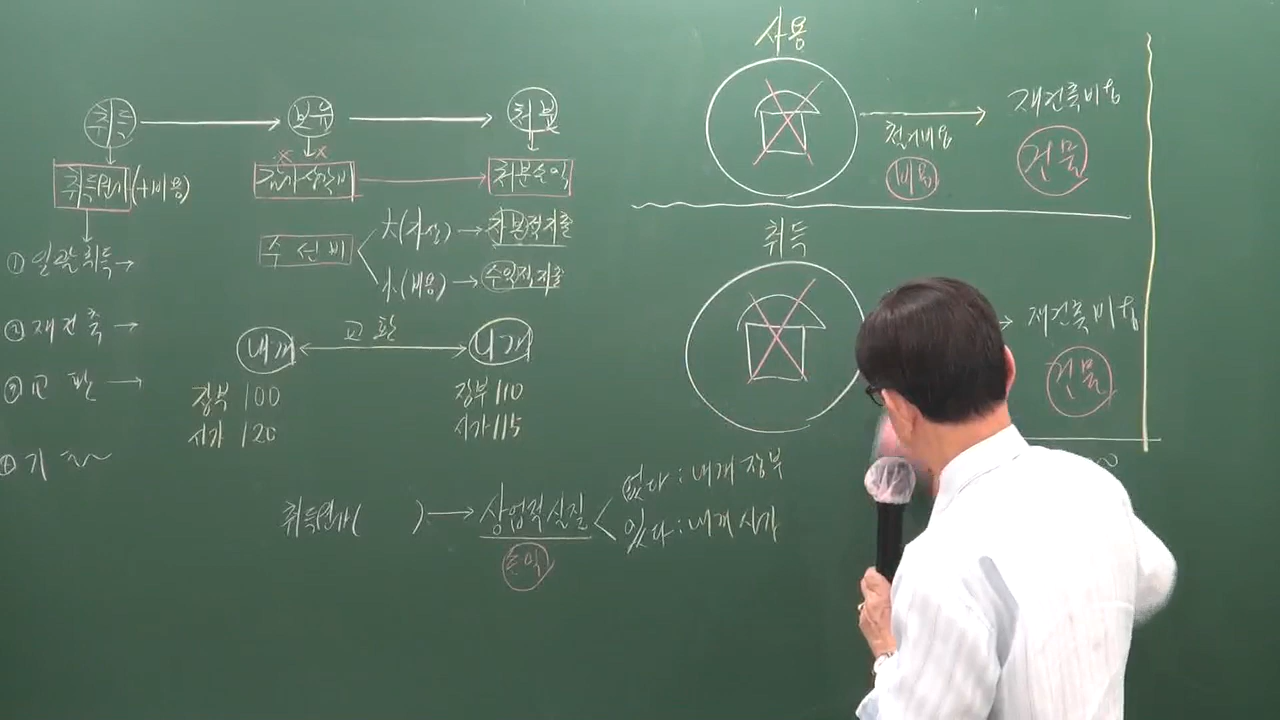 취득 → 보유 → 처분
취득원가(+비용)
감가상각비 → 처분손익
① 일괄취득 →
② 재건축 →
③ 교환 →
④ 기
수선비
大(자산) → 자본적지출
小(비용) → 수익적지출
교환
내께 니께
장부 100 장부 110
시가 120 시가 115
취득원가( ) → 상업적실질
손익
없다 : 내께 장부
있다 : 내께 시가
사용
철거비용
비용
재건축비용
건물
취득
재건축비용
건물